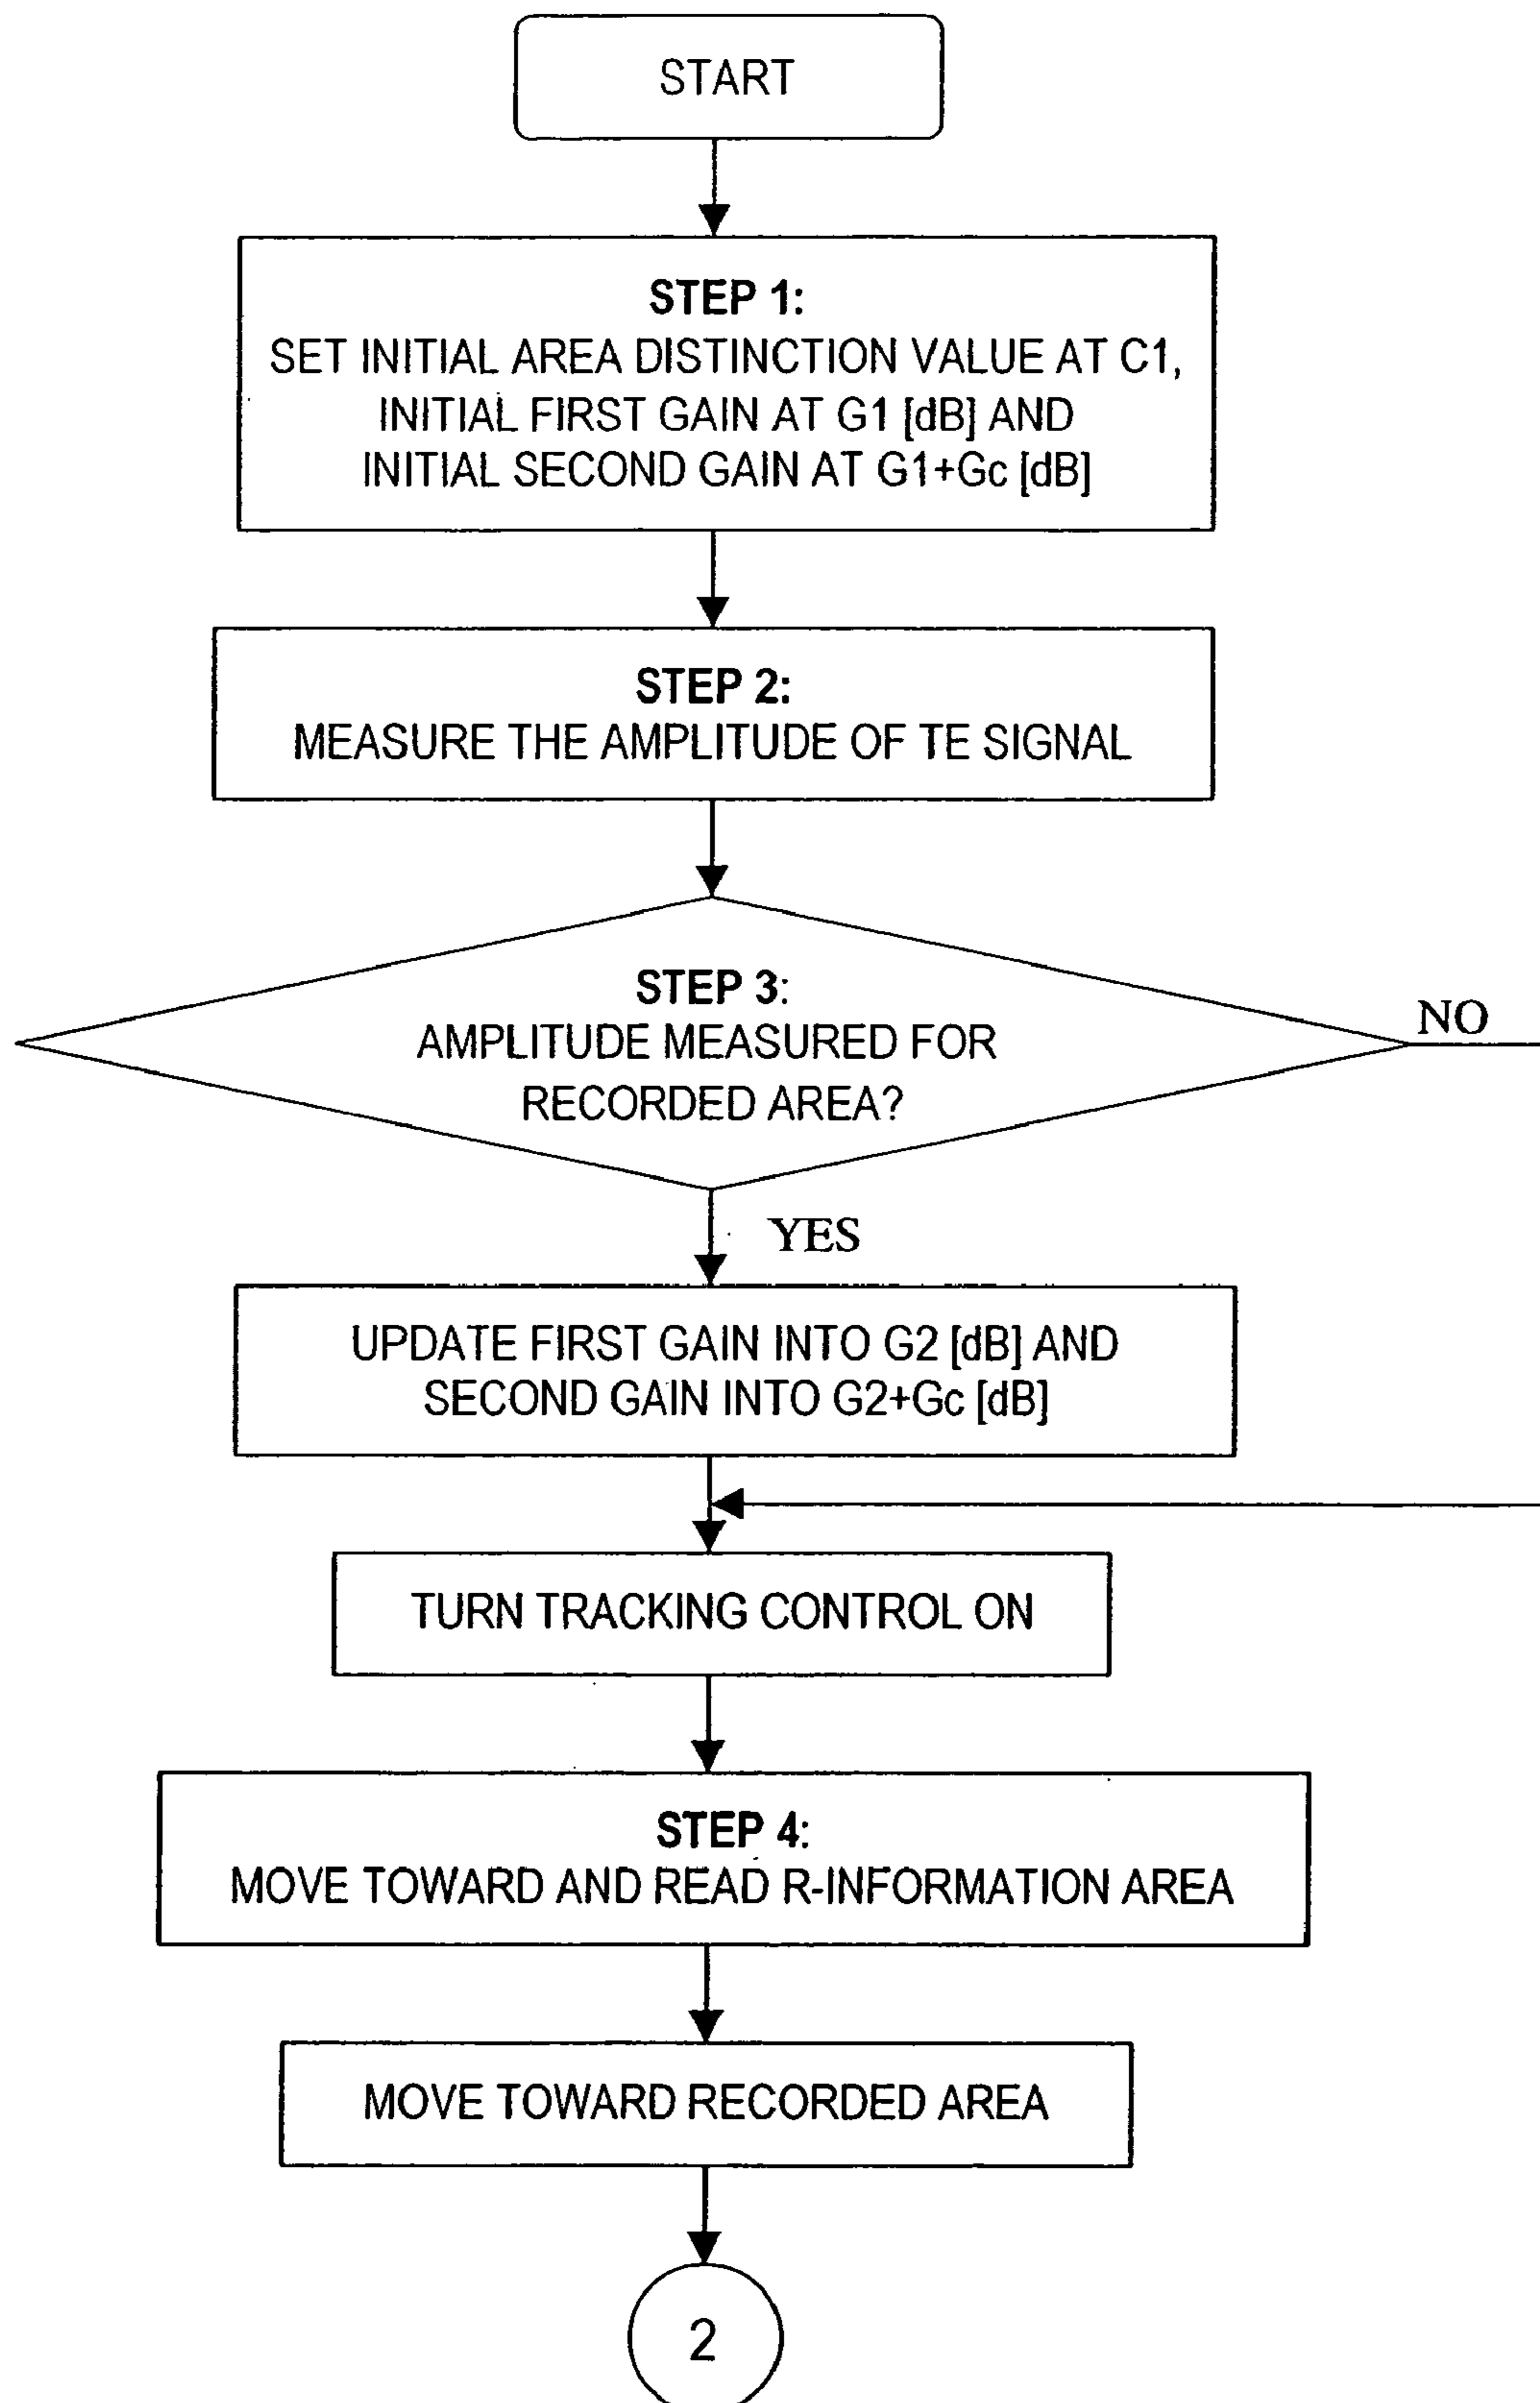 START
STEP 1:
SET INITIAL AREA DISTINCTION VALUE AT C1,
INITIAL FIRST GAIN AT G1 [dB] AND
INITIAL SECOND GAIN AT G1+Gc [dB]
STEP 2:
MEASURE THE AMPLITUDE OF TE SIGNAL
STEP 3:
AMPLITUDE MEASURED FOR
RECORDED AREA?
NO
YES
UPDATE FIRST GAIN INTO G2 [dB] AND
SECOND GAIN INTO G2+Gc [dB]
TURN TRACKING CONTROL ON
STEP 4:
MOVE TOWARD AND READ R-INFORMATION AREA
MOVE TOWARD RECORDED AREA
2